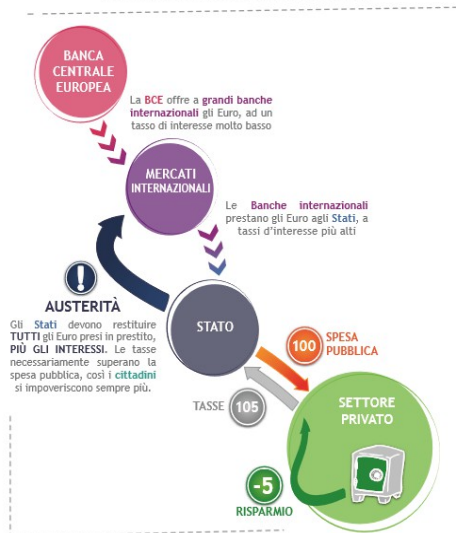 BANCA
CENTRALE
EUROPEA
La BCE offre a grandi banche
internazionali gli Euro, ad un
tasso di interesse molto basso
MERCATI
INTERNAZIONALI
Le Banche internazionali
prestano gli Euro agli Stati, a
tassi d'interesse più alti
!
AUSTERITÀ
Gli Stati devono restituire
TUTTI gli Euro presi in prestito,
PIÙ GLI INTERESSI. Le tasse
necessariamente superano la
spesa pubblica, così i cittadini
si impoveriscono sempre più.
STATO
100
SPESA
PUBBLICA
TASSE
105
SETTORE
PRIVATO
-5
RISPARMIO